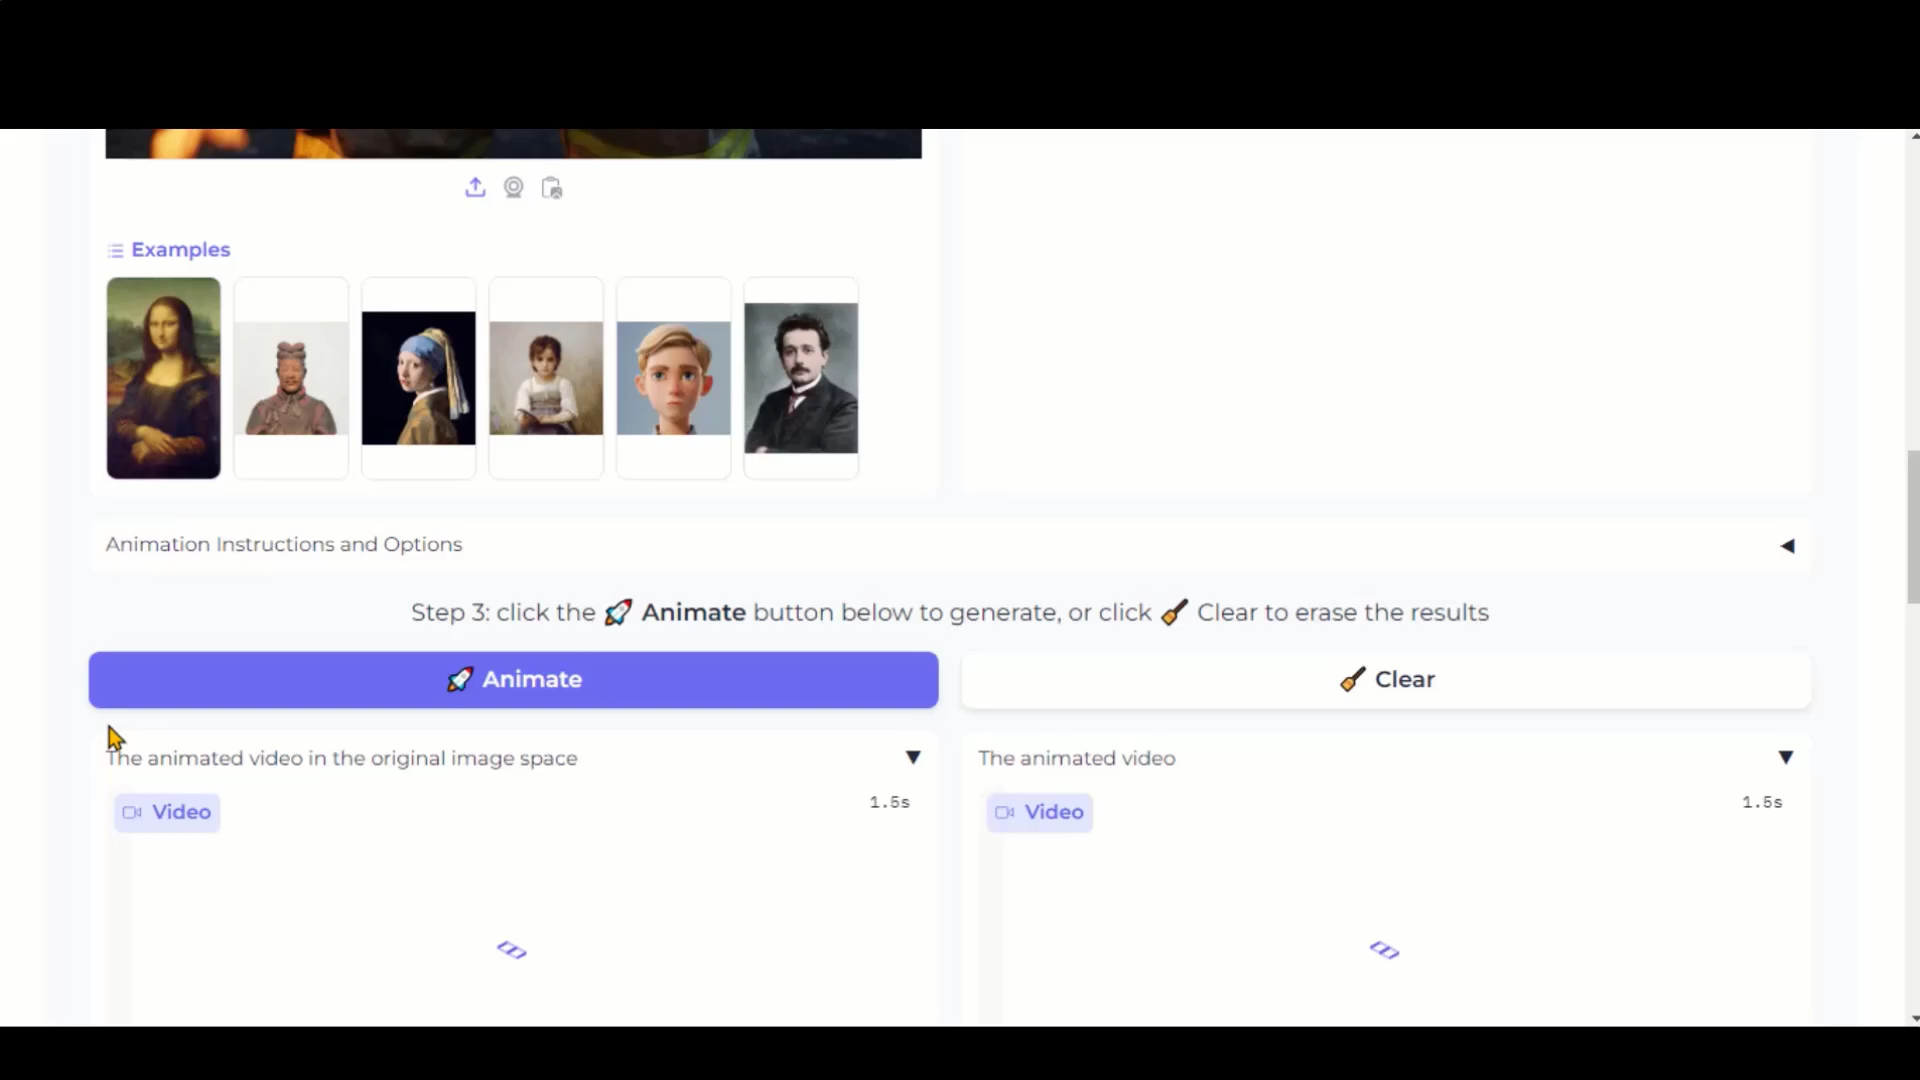 Examples
Animation Instructions and Options
Step 3: click the 🚀 Animate button below to generate, or click 🧹 Clear to erase the results
🚀 Animate
🧹 Clear
The animated video in the original image space
The animated video
Video
1.5s
Video
1.5s